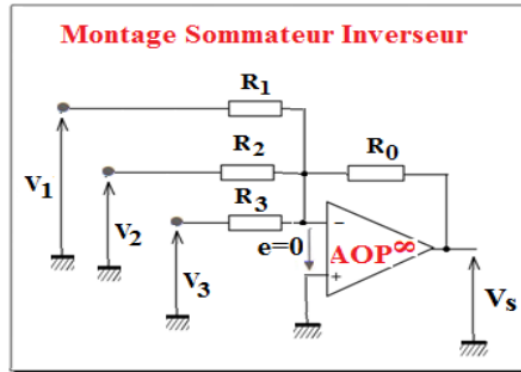 Montage Sommateur Inverseur
R1
R2
R0
R3
V1
V2
V3
e=0
−
+
AOP∞
Vs